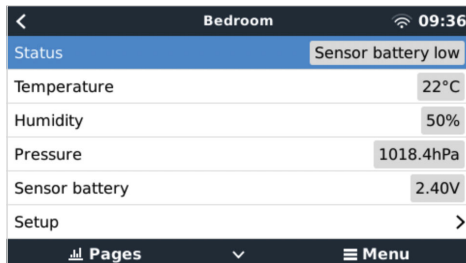 Bedroom 09:36
Status Sensor battery low
Temperature 22°C
Humidity 50%
Pressure 1018.4hPa
Sensor battery 2.40V
Setup
Pages Menu